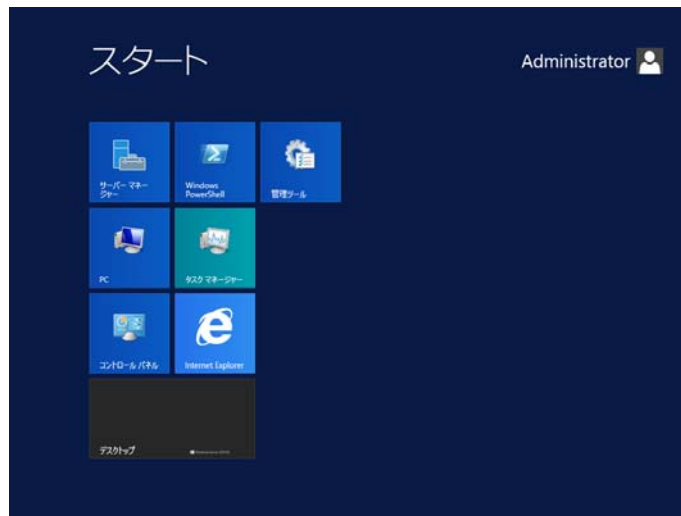 スタート
Administrator
サーバー マネー
ジャー
Windows
PowerShell
管理ツール
PC
タスク マネージャー
コントロール パネル
Internet Explorer
デスクトップ